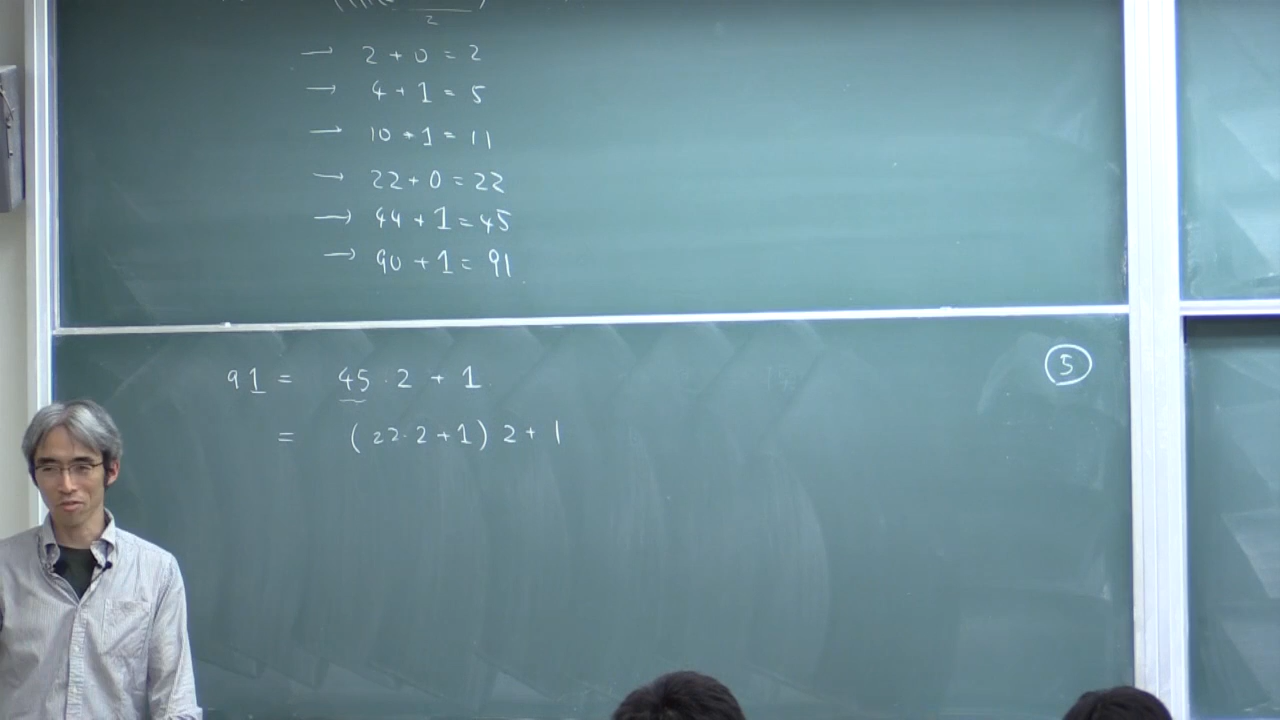 2
→ 2 + 0 = 2
→ 4 + 1 = 5
→ 10 + 1 = 11
→ 22 + 0 = 22
→ 44 + 1 = 45
→ 90 + 1 = 91
91 = 45 · 2 + 1
⑤
= (22 · 2 + 1) 2 + 1